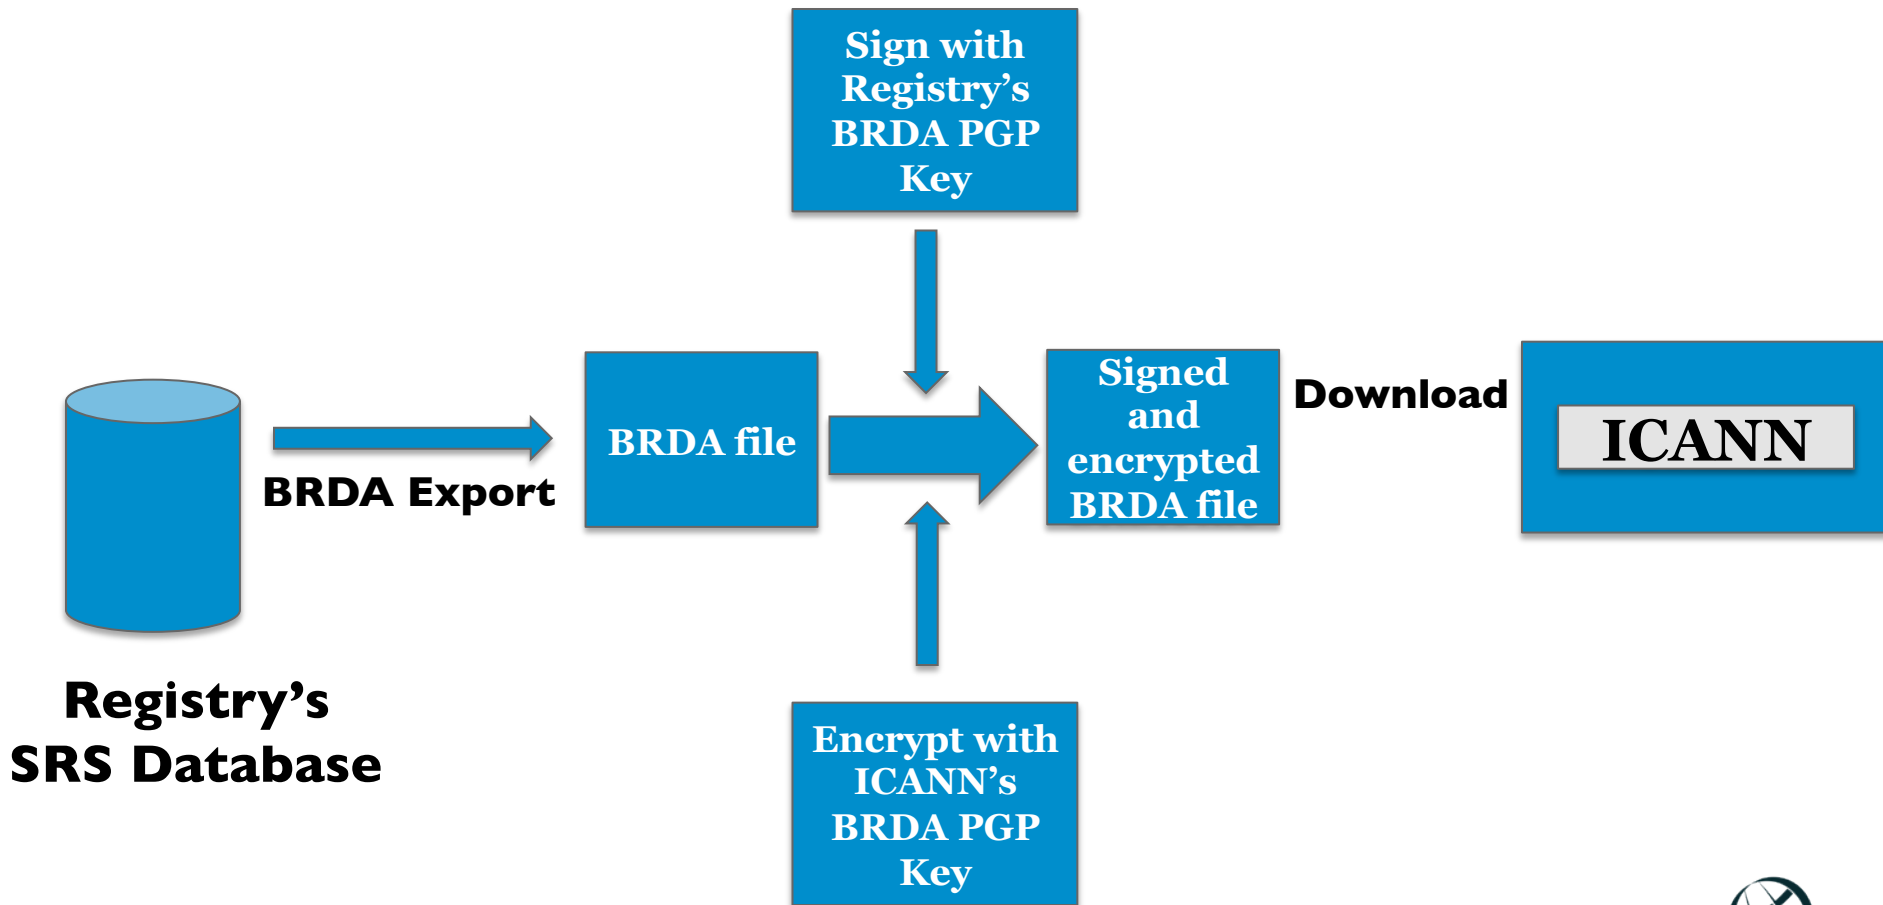 Sign with
Registry’s
BRDA PGP
Key
Registry’s
SRS Database
BRDA Export
BRDA file
Signed
and
encrypted
BRDA file
Download
ICANN
Encrypt with
ICANN’s
BRDA PGP
Key